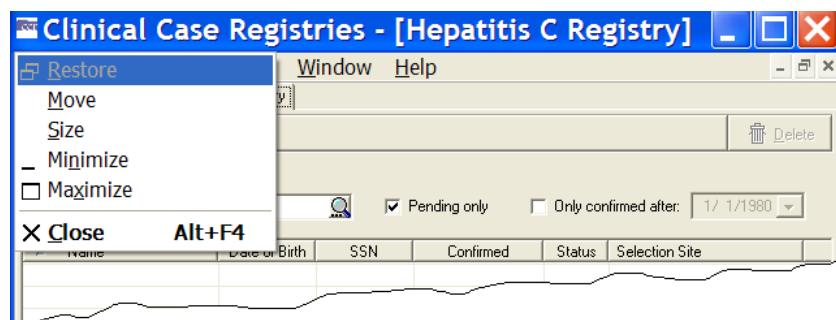 Clinical Case Registries - [Hepatitis C Registry]
Restore Window Help
Move y
Size Delete
Minimize
Maximize Pending only Only confirmed after: 1/ 1/1980
Close Alt+F4
Name Date of Birth SSN Confirmed Status Selection Site